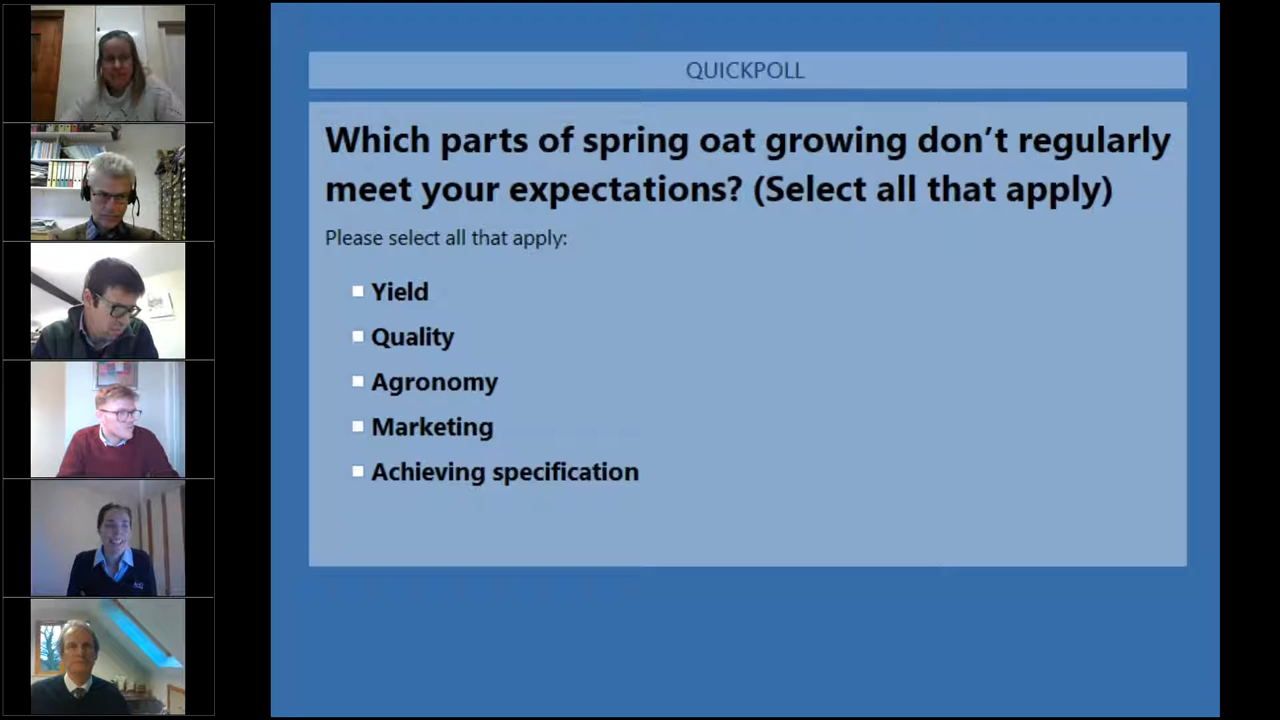 QUICKPOLL
Which parts of spring oat growing don’t regularly
meet your expectations? (Select all that apply)
Please select all that apply:
Yield
Quality
Agronomy
Marketing
Achieving specification